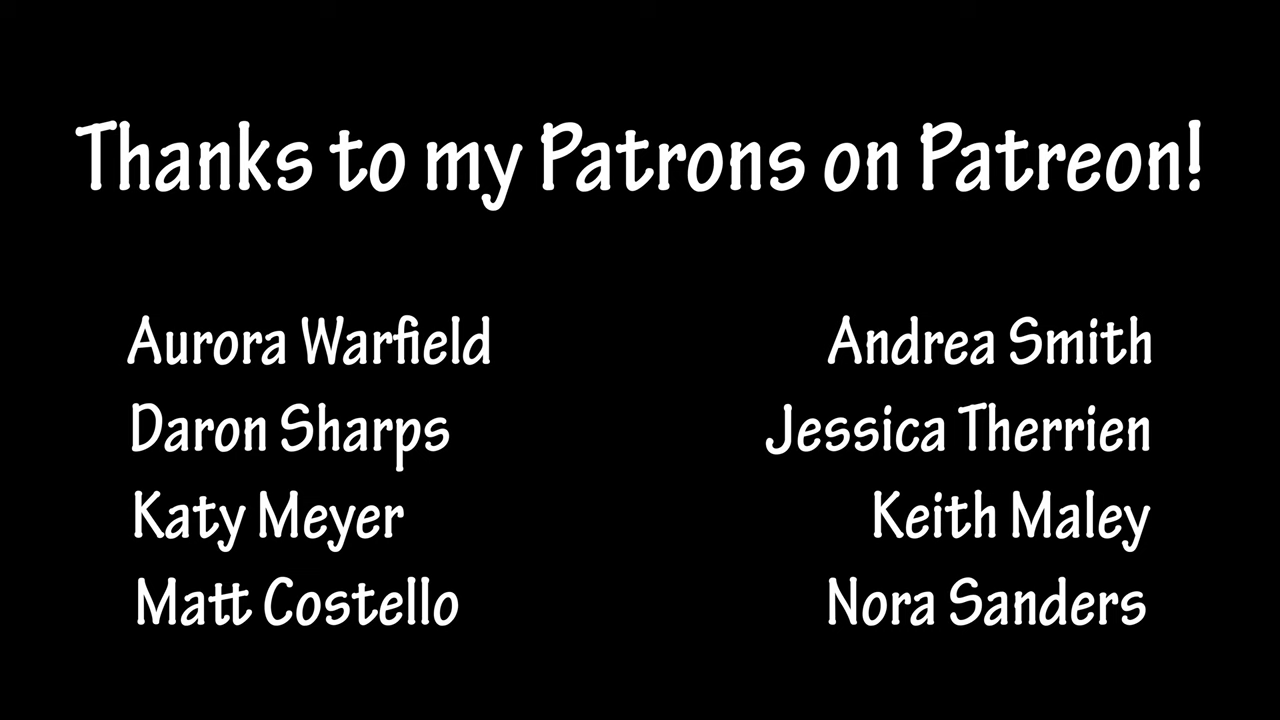 Thanks to my Patrons on Patreon!
Aurora Warfield
Andrea Smith
Daron Sharps
Jessica Therrien
Katy Meyer
Keith Maley
Matt Costello
Nora Sanders